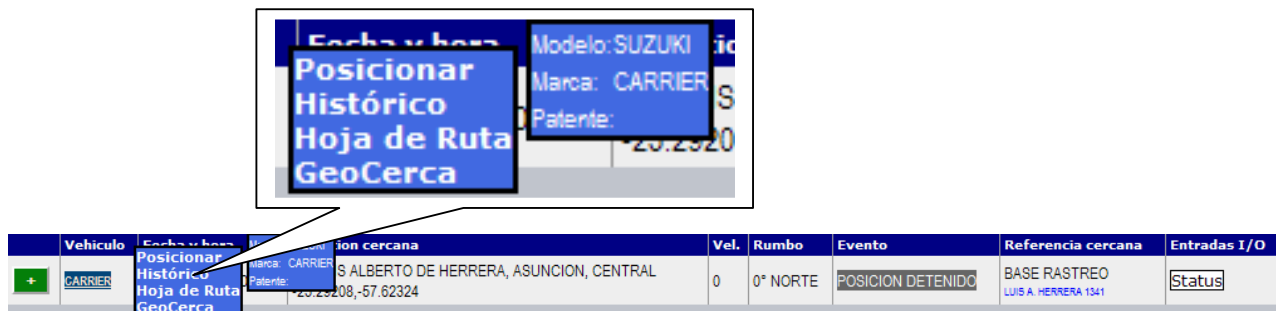 Fecha y hora
Posicionar
Histórico
Hoja de Ruta
GeoCerca
Modelo: SUZUKI
Marca: CARRIER
Patente:
S
-25.2920
Vehiculo Fecha y hora cion cercana Vel. Rumbo Evento Referencia cercana Entradas I/O
Posicionar
Histórico
Hoja de Ruta
GeoCerca
Marca: CARRIER
Patente:
+ CARRIER S ALBERTO DE HERRERA, ASUNCION, CENTRAL 0 0° NORTE POSICION DETENIDO BASE RASTREO Status
-25.29208,-57.62324 LUIS A. HERRERA 1341